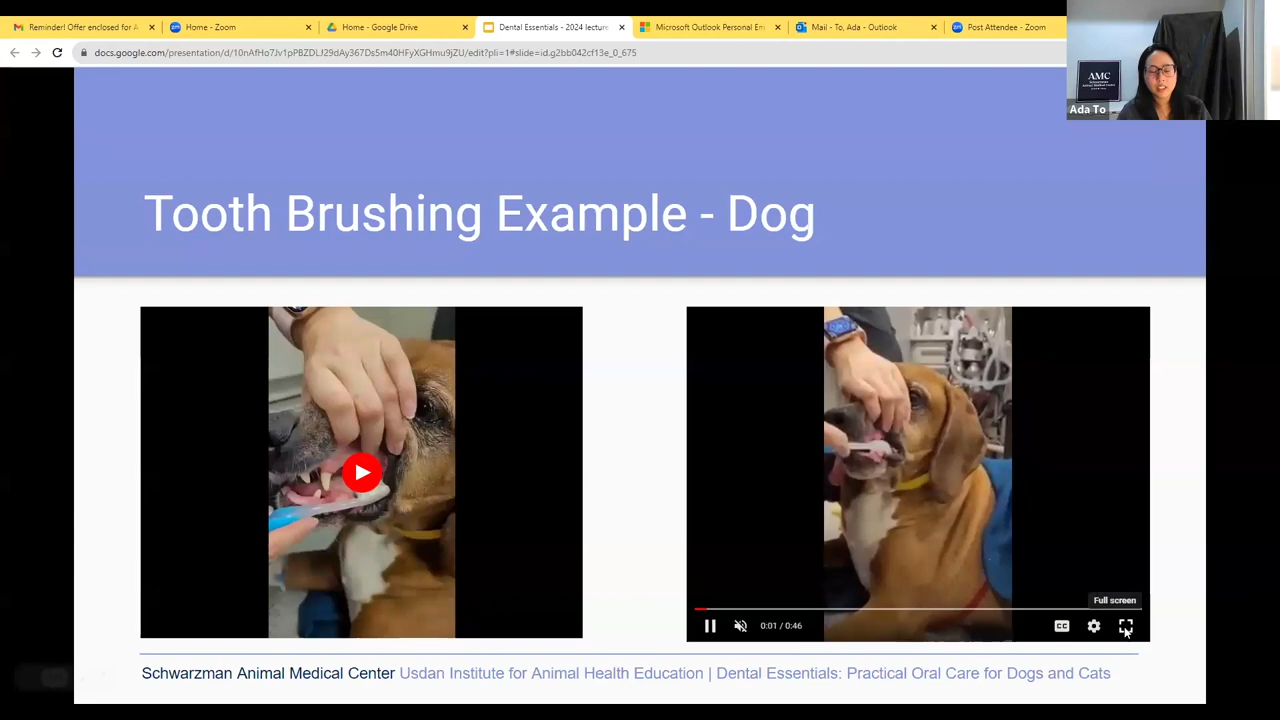 Reminder! Offer enclosed for A
Home - Zoom
Home - Google Drive
Dental Essentials - 2024 lecture
Microsoft Outlook Personal Em
Mail - To, Ada - Outlook
Post Attendee - Zoom
docs.google.com/presentation/d/10nAfHo7Jv1pPBZDLJ29dAy367Ds5m40HFyXGHmu9jZU/edit?pli=1#slide=id.g2bb042cf13e_0_675
AMC
Ada To
Tooth Brushing Example - Dog
Full screen
0:01 / 0:46
CC
Schwarzman Animal Medical Center Usdan Institute for Animal Health Education | Dental Essentials: Practical Oral Care for Dogs and Cats